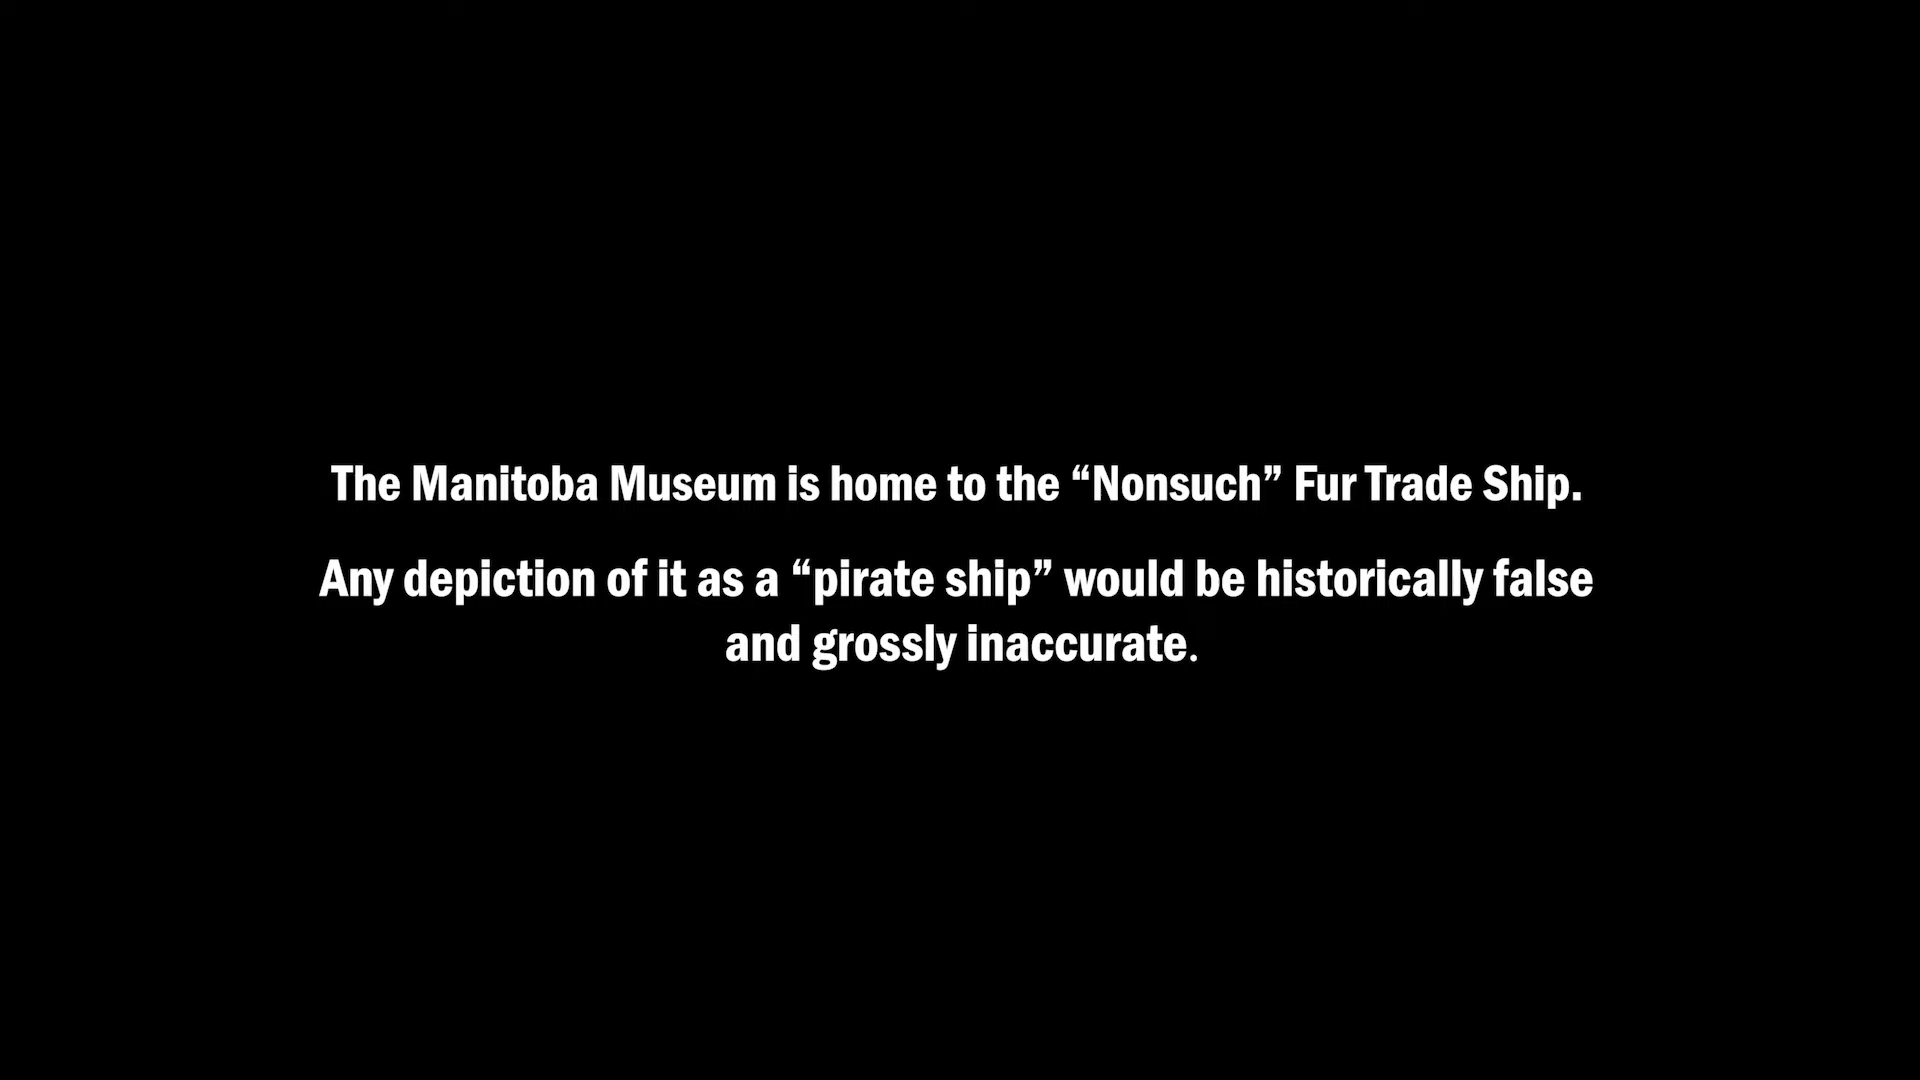 The Manitoba Museum is home to the “Nonsuch” Fur Trade Ship.
Any depiction of it as a “pirate ship” would be historically false
and grossly inaccurate.